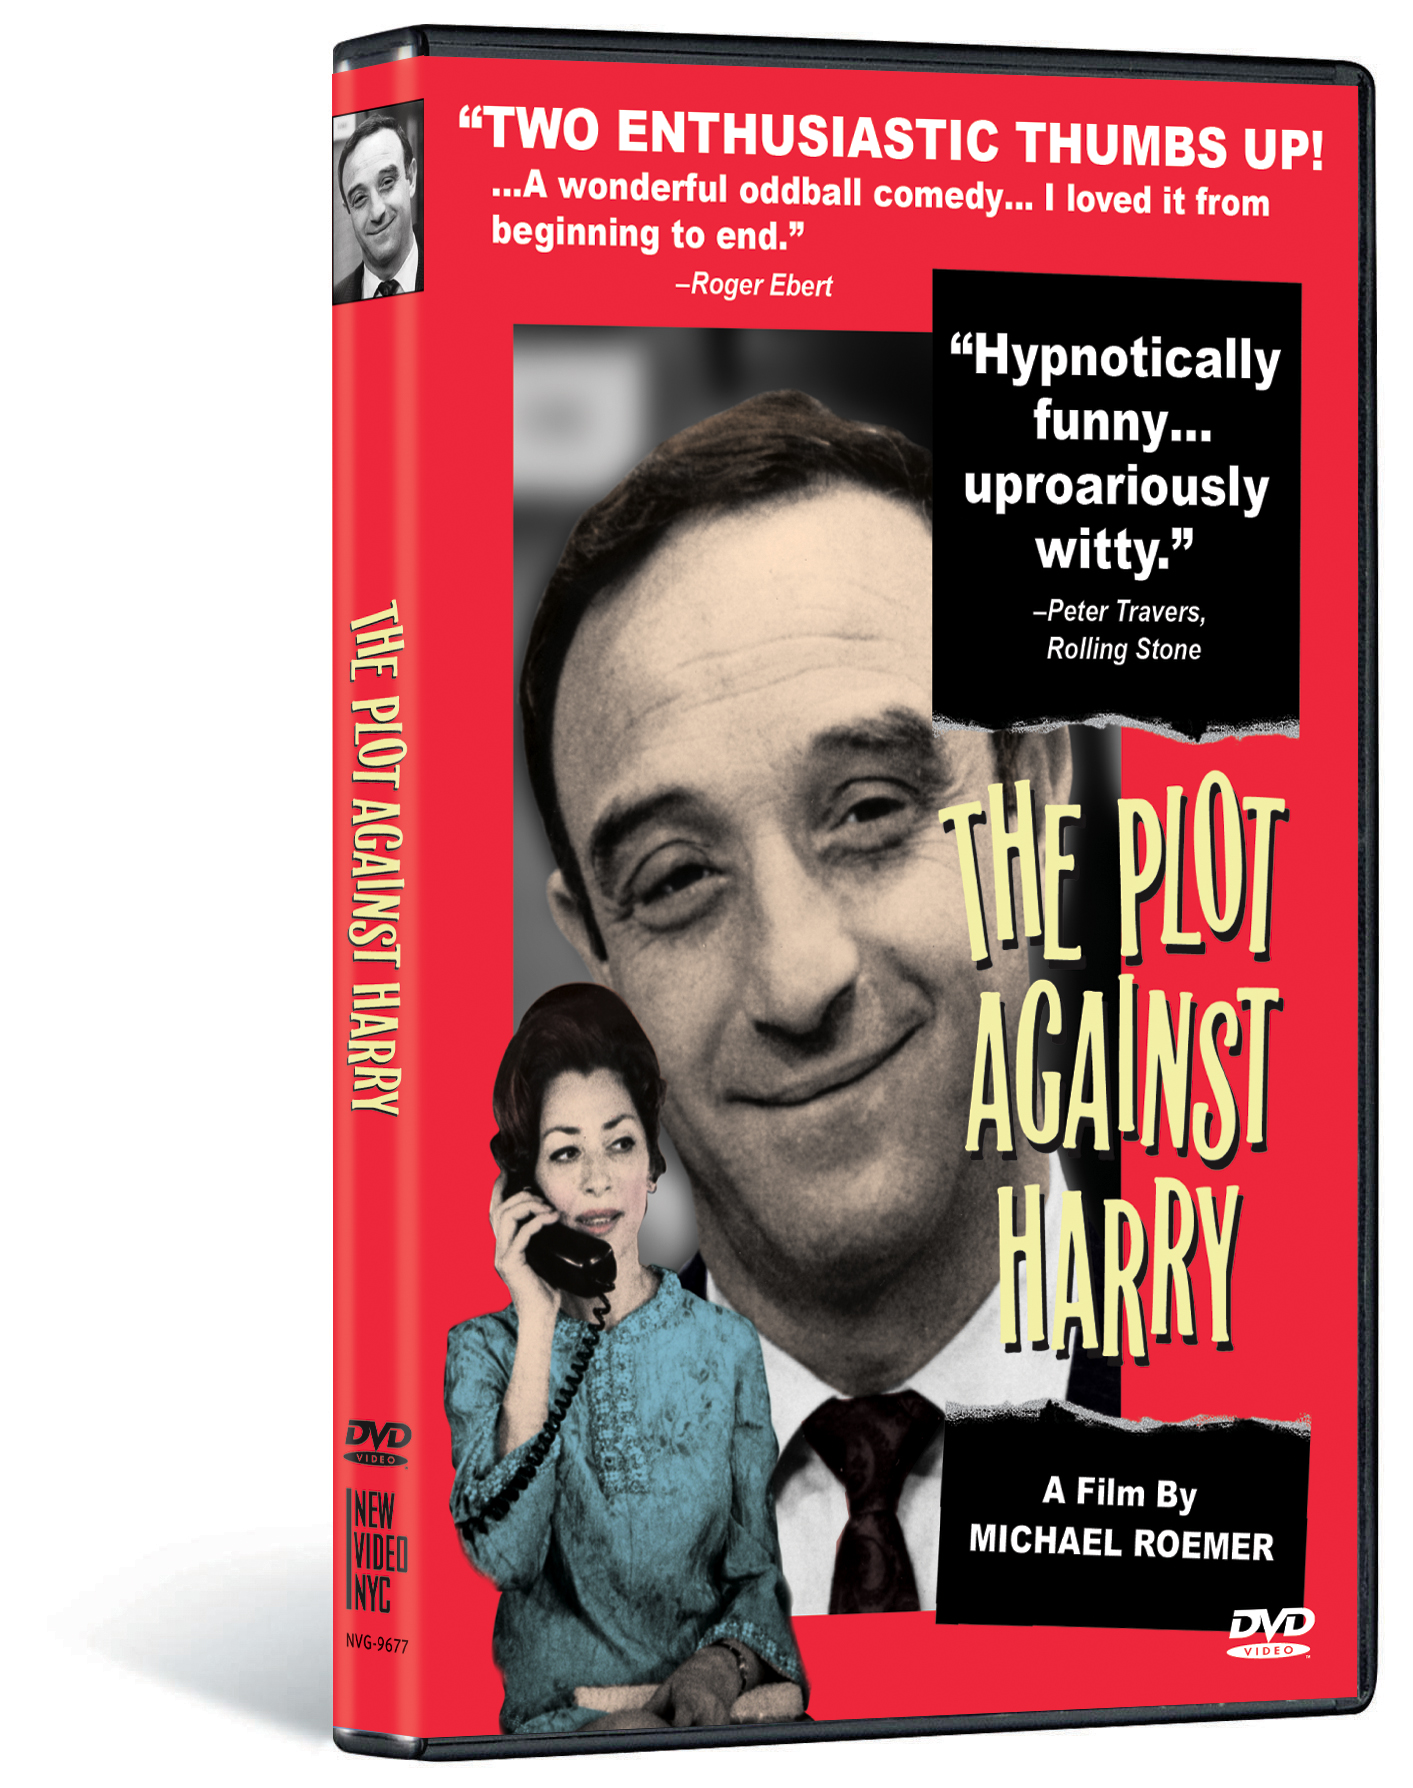 “TWO ENTHUSIASTIC THUMBS UP!
...A wonderful oddball comedy... I loved it from
beginning to end.”
–Roger Ebert
“Hypnotically
funny...
uproariously
witty.”
–Peter Travers,
Rolling Stone
THE PLOT
AGAINST
HARRY
A Film By
MICHAEL ROEMER
DVD
VIDEO
THE PLOT AGAINST HARRY
DVD
VIDEO
NEW
VIDEO
NYC
NVG-9677